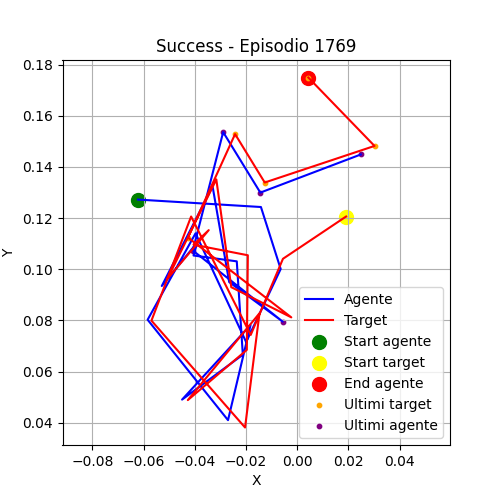 Success - Episodio 1769
0.18
0.16
0.14
0.12
0.10
0.08
0.06
0.04
Y
−0.08
−0.06
−0.04
−0.02
0.00
0.02
0.04
X
Agente
Target
Start agente
Start target
End agente
Ultimi target
Ultimi agente